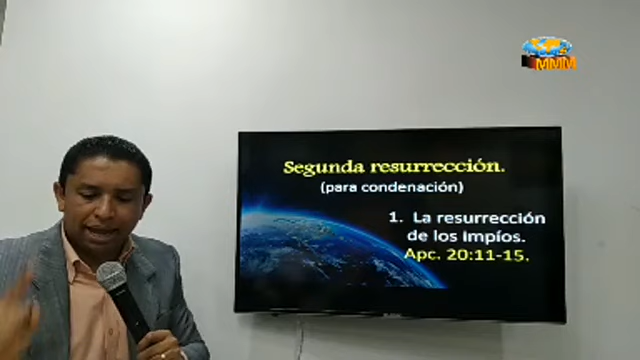 MMM
Segunda resurrección.
(para condenación)
1. La resurrección
de los Impíos.
Apc. 20:11-15.